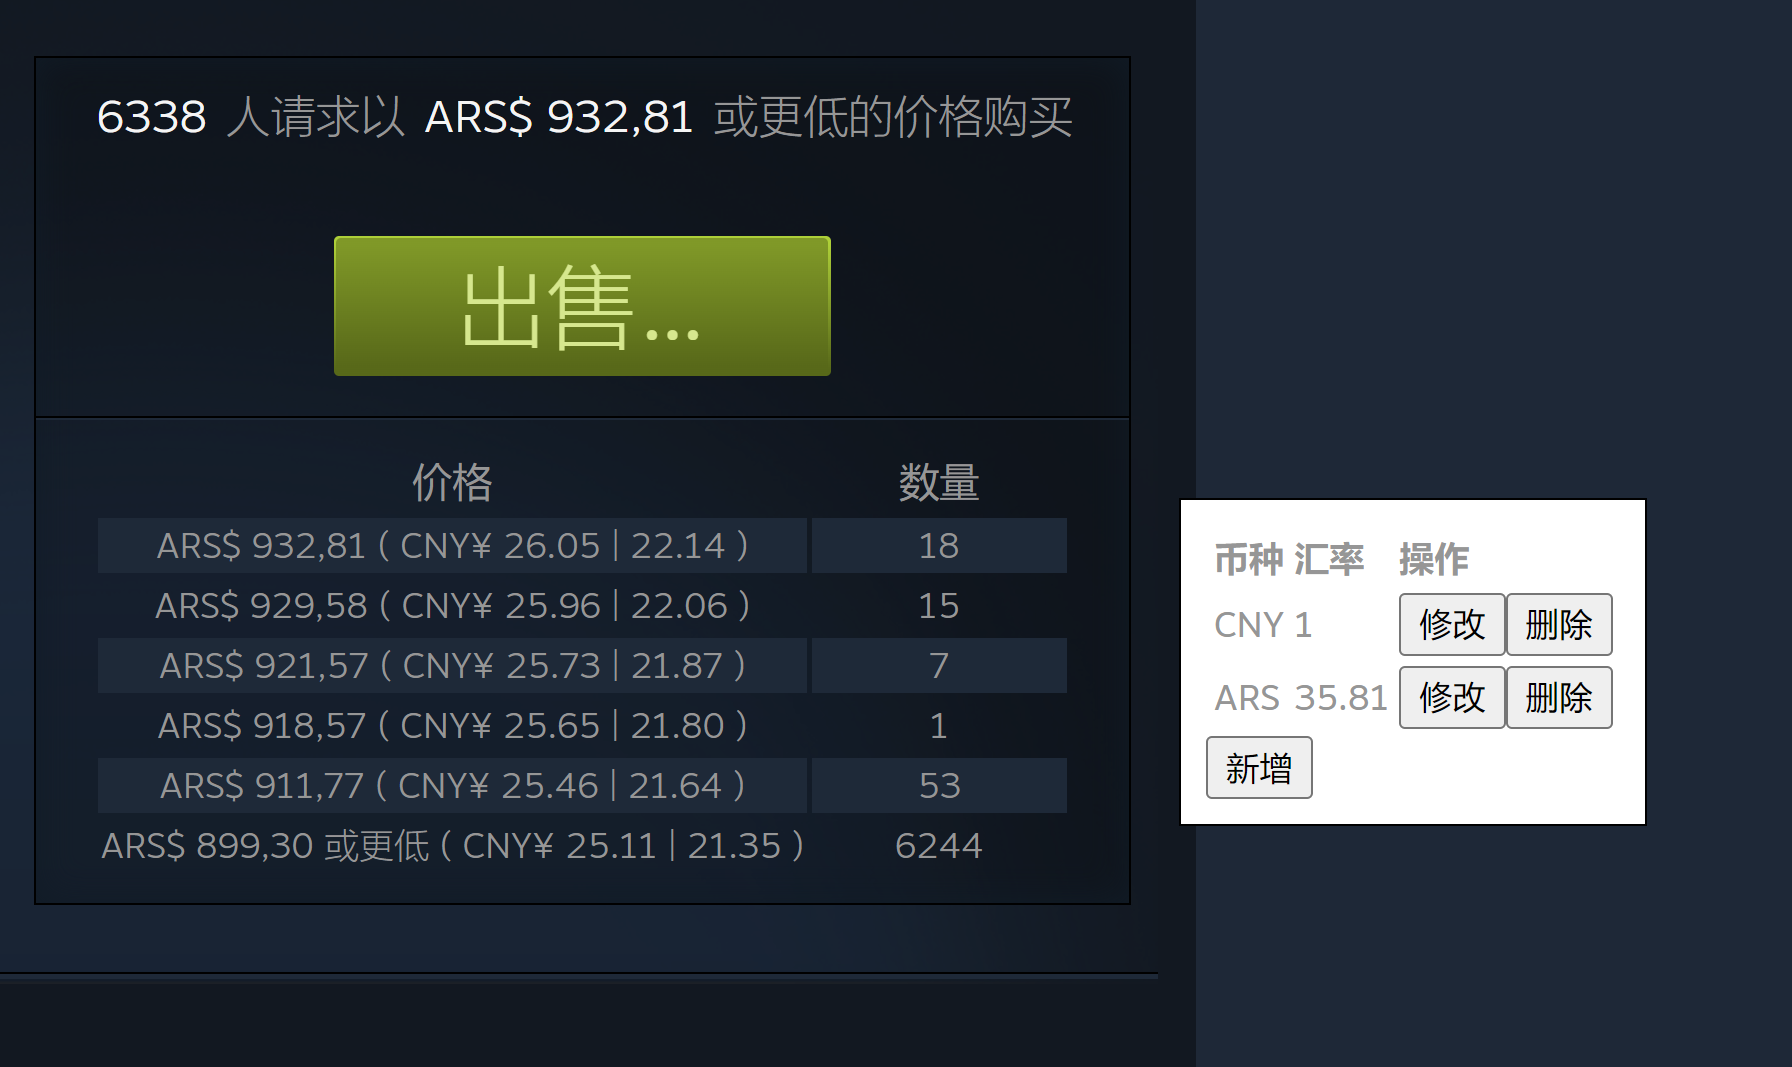 6338 人请求以 ARS$ 932,81 或更低的价格购买
出售...
价格 数量
ARS$ 932,81 ( CNY¥ 26.05 | 22.14 ) 18
ARS$ 929,58 ( CNY¥ 25.96 | 22.06 ) 15
ARS$ 921,57 ( CNY¥ 25.73 | 21.87 ) 7
ARS$ 918,57 ( CNY¥ 25.65 | 21.80 ) 1
ARS$ 911,77 ( CNY¥ 25.46 | 21.64 ) 53
ARS$ 899,30 或更低 ( CNY¥ 25.11 | 21.35 ) 6244
币种 汇率 操作
CNY 1 修改 删除
ARS 35.81 修改 删除
新增